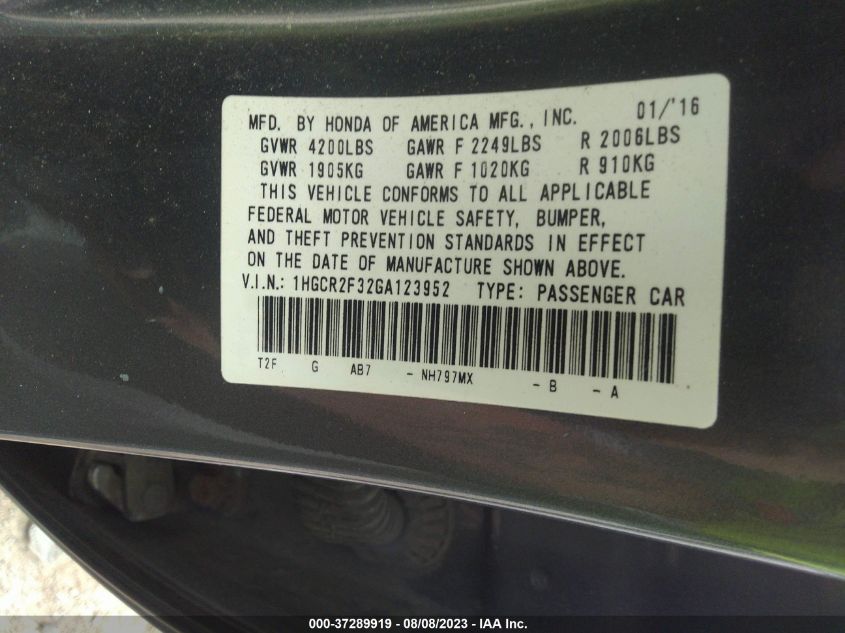 MFD. BY HONDA OF AMERICA MFG., INC. 01/'16
GVWR 4200LBS GAWR F 2249LBS R 2006LBS
GVWR 1905KG GAWR F 1020KG R 910KG
THIS VEHICLE CONFORMS TO ALL APPLICABLE
FEDERAL MOTOR VEHICLE SAFETY, BUMPER,
AND THEFT PREVENTION STANDARDS IN EFFECT
ON THE DATE OF MANUFACTURE SHOWN ABOVE.
V.I.N.: 1HGCR2F32GA123952 TYPE: PASSENGER CAR
T2F G AB7 - NH797MX - B - A
000-37289919 - 08/08/2023 - IAA Inc.